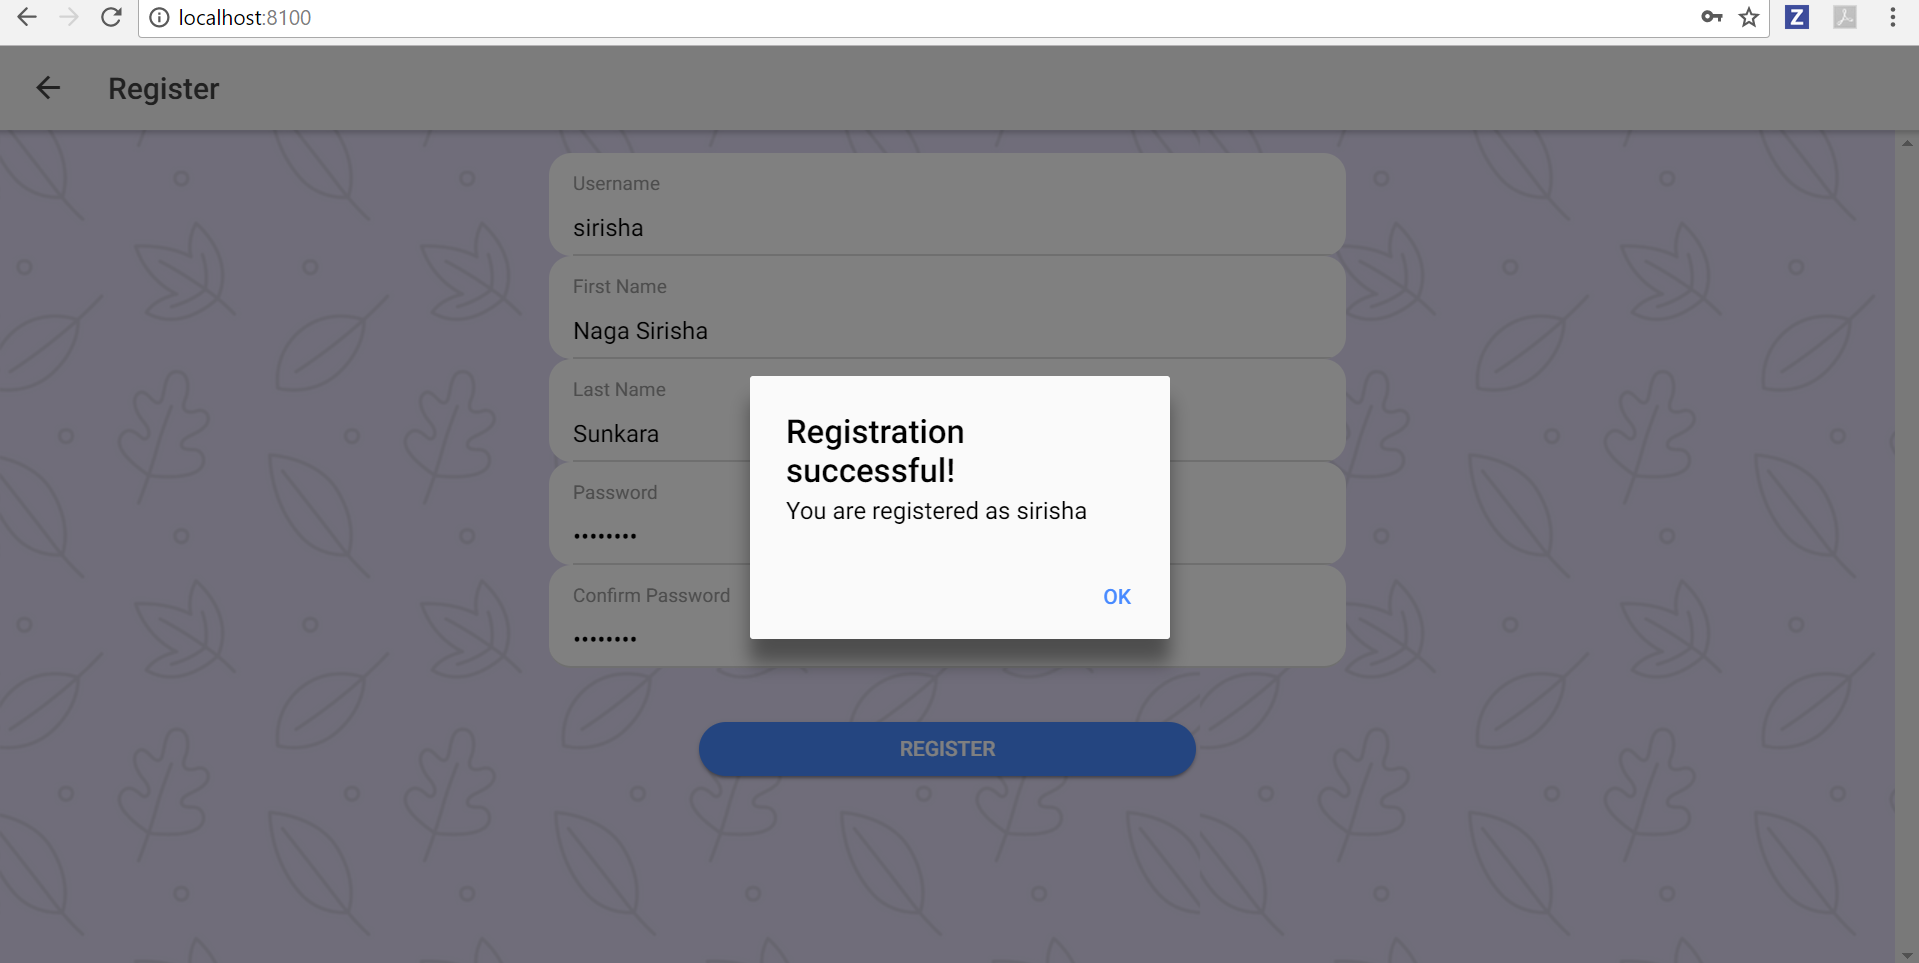 localhost:8100
Z
Register
Username
sirisha
First Name
Naga Sirisha
Last Name
Sunkara
Password
••••••••
Confirm Password
••••••••
Registration
successful!
You are registered as sirisha
OK
REGISTER